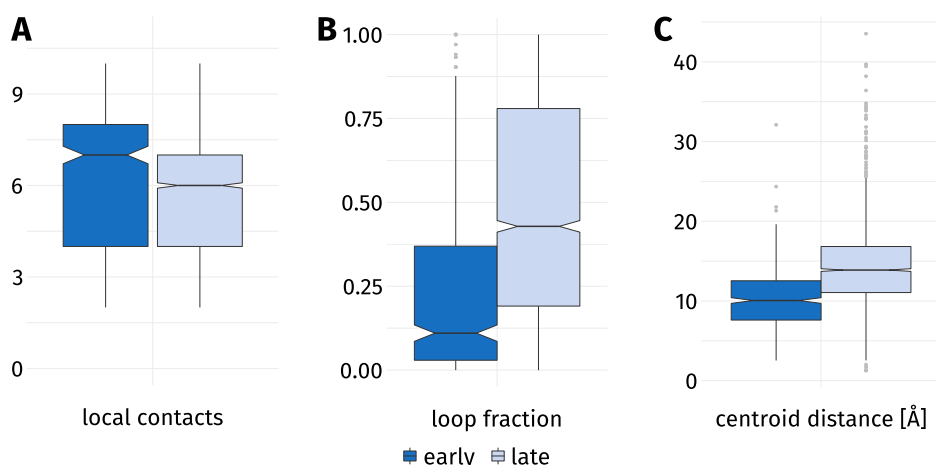 A
9
6
3
0
local contacts
B
1.00
0.75
0.50
0.25
0.00
loop fraction
C
40
30
20
10
0
centroid distance [Å]
early late